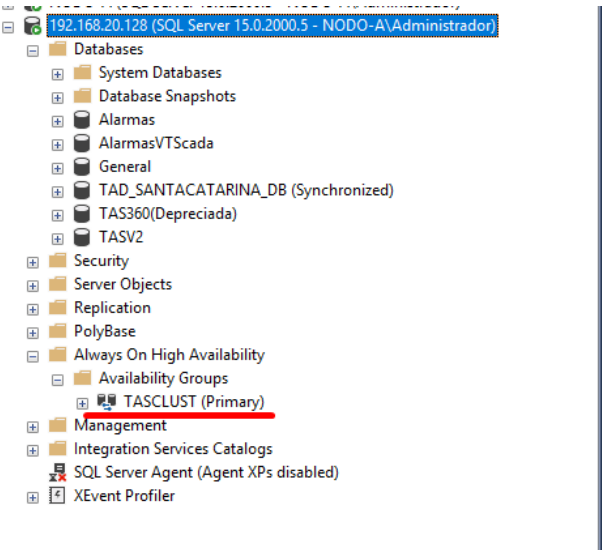 192.168.20.128 (SQL Server 15.0.2000.5 - NODO-A\Administrador)
Databases
System Databases
Database Snapshots
Alarmas
AlarmasVTScada
General
TAD_SANTACATARINA_DB (Synchronized)
TAS360(Depreciada)
TASV2
Security
Server Objects
Replication
PolyBase
Always On High Availability
Availability Groups
TASCLUST (Primary)
Management
Integration Services Catalogs
SQL Server Agent (Agent XPs disabled)
XEvent Profiler